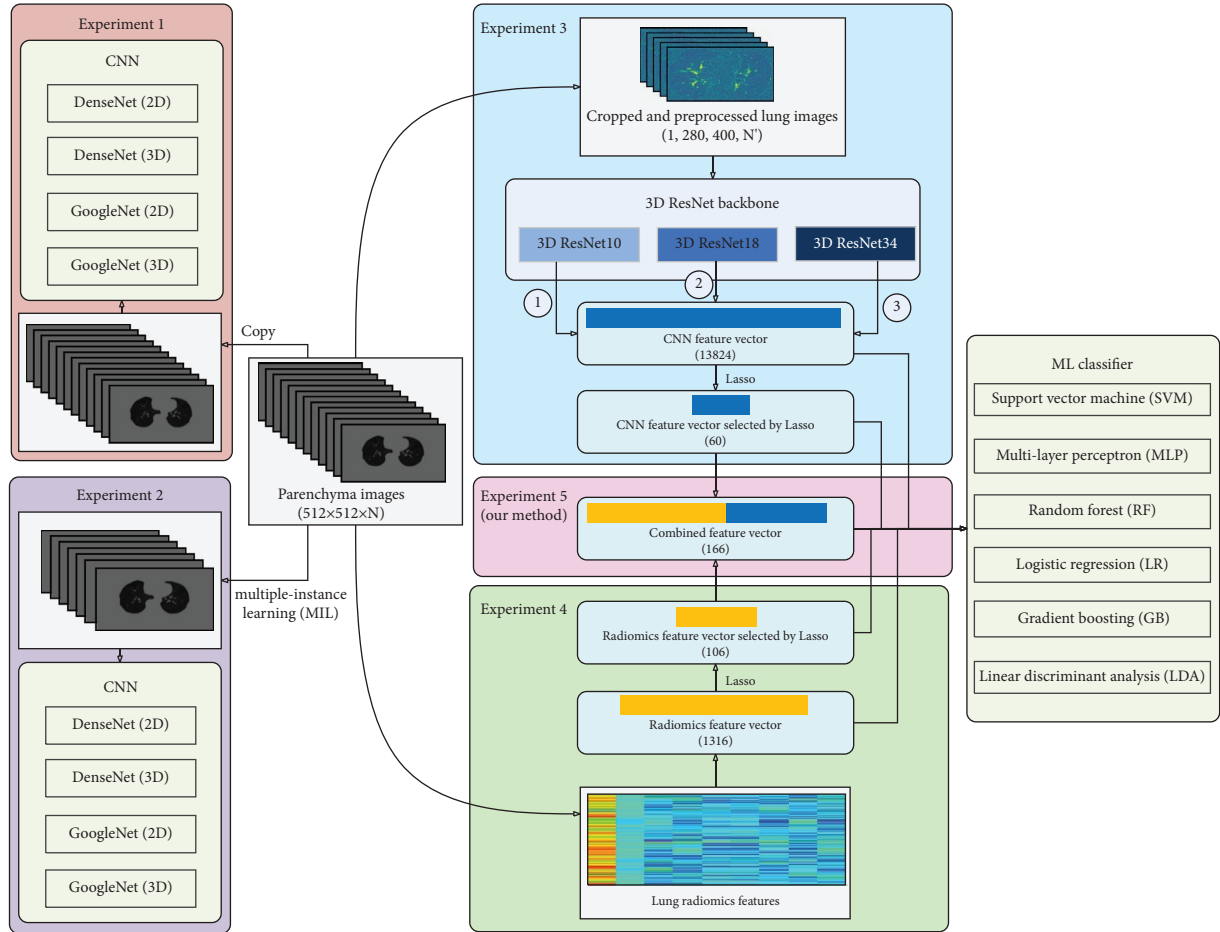 Experiment 1
CNN
DenseNet (2D)
DenseNet (3D)
GoogleNet (2D)
GoogleNet (3D)
Copy
Parenchyma images
(512×512×N)
multiple-instance
learning (MIL)
Experiment 2
CNN
DenseNet (2D)
DenseNet (3D)
GoogleNet (2D)
GoogleNet (3D)
Experiment 3
Cropped and preprocessed lung images
(1, 280, 400, N')
3D ResNet backbone
3D ResNet10
3D ResNet18
3D ResNet34
1
2
3
CNN feature vector
(13824)
Lasso
CNN feature vector selected by Lasso
(60)
Experiment 5
(our method)
Combined feature vector
(166)
Experiment 4
Radiomics feature vector selected by Lasso
(106)
Lasso
Radiomics feature vector
(1316)
Lung radiomics features
ML classifier
Support vector machine (SVM)
Multi-layer perceptron (MLP)
Random forest (RF)
Logistic regression (LR)
Gradient boosting (GB)
Linear discriminant analysis (LDA)